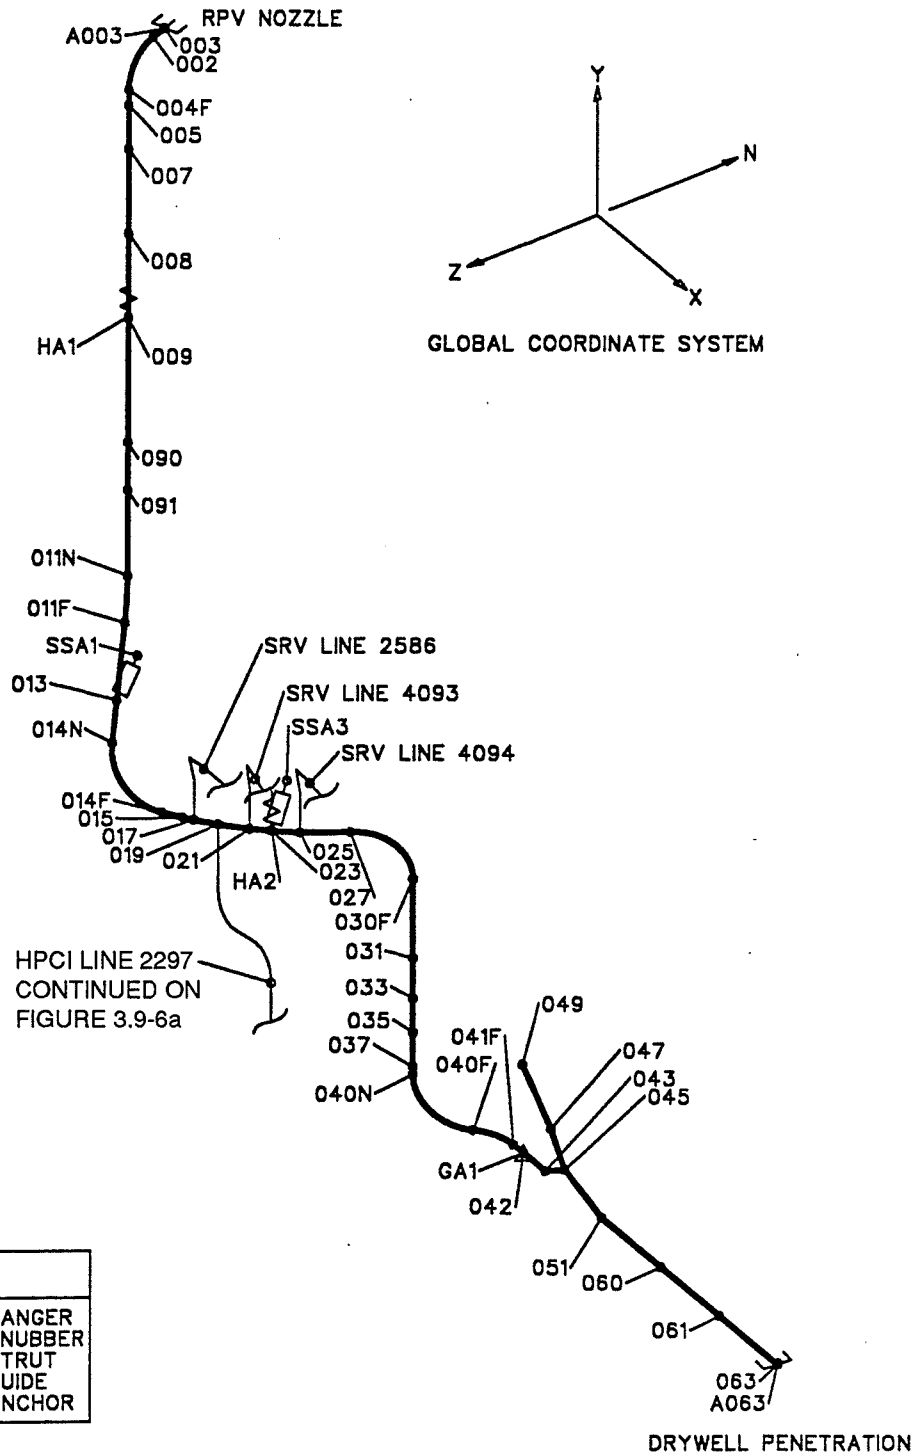 RPV NOZZLE
A003
003
002
004F
005
007
008
HA1
009
Y
N
Z
X
GLOBAL COORDINATE SYSTEM
090
091
011N
011F
SSA1
013
014N
SRV LINE 2586
SRV LINE 4093
SSA3
SRV LINE 4094
014F
015
017
019
021
HA2
025
023
027
030F
HPCI LINE 2297
CONTINUED ON
FIGURE 3.9-6a
031
033
035
037
040N
041F
040F
049
047
043
045
GA1
042
051
060
061
063
A063
ANGER
NUBBER
TRUT
UIDE
NCHOR
DRYWELL PENETRATION